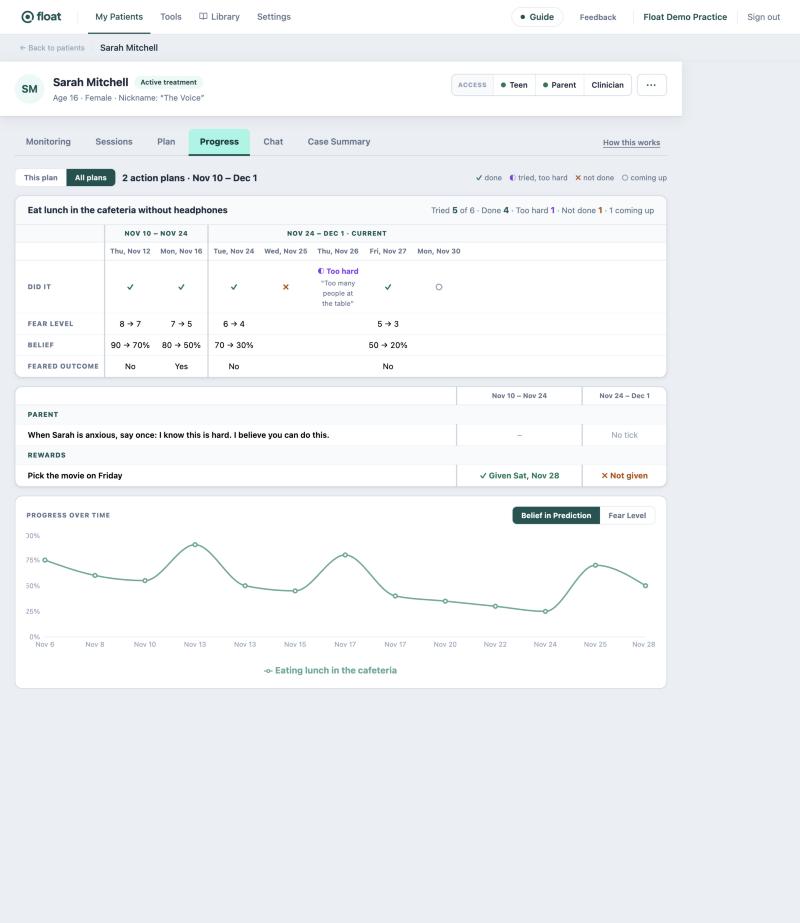 float
My Patients
Tools
Library
Settings
Guide
Feedback
Float Demo Practice
Sign out
← Back to patients
Sarah Mitchell
SM
Sarah Mitchell
Active treatment
Age 16 · Female · Nickname: "The Voice"
ACCESS
Teen
Parent
Clinician
···
Monitoring
Sessions
Plan
Progress
Chat
Case Summary
How this works
This plan
All plans
2 action plans · Nov 10 – Dec 1
✓ done
tried, too hard
✕ not done
coming up
Eat lunch in the cafeteria without headphones
Tried 5 of 6 · Done 4 · Too hard 1 · Not done 1 · 1 coming up
NOV 10 – NOV 24
NOV 24 – DEC 1 · CURRENT
Thu, Nov 12
Mon, Nov 16
Tue, Nov 24
Wed, Nov 25
Thu, Nov 26
Fri, Nov 27
Mon, Nov 30
DID IT
✓
✓
✓
✕
Too hard
"Too many
people at
the table"
✓
FEAR LEVEL
8 → 7
7 → 5
6 → 4
5 → 3
BELIEF
90 → 70%
80 → 50%
70 → 30%
50 → 20%
FEARED OUTCOME
No
Yes
No
No
Nov 10 – Nov 24
Nov 24 – Dec 1
PARENT
When Sarah is anxious, say once: I know this is hard. I believe you can do this.
–
No tick
REWARDS
Pick the movie on Friday
✓ Given Sat, Nov 28
✕ Not given
PROGRESS OVER TIME
Belief in Prediction
Fear Level
00%
75%
50%
25%
0%
Nov 6
Nov 8
Nov 10
Nov 13
Nov 13
Nov 15
Nov 17
Nov 17
Nov 20
Nov 22
Nov 24
Nov 25
Nov 28
Eating lunch in the cafeteria